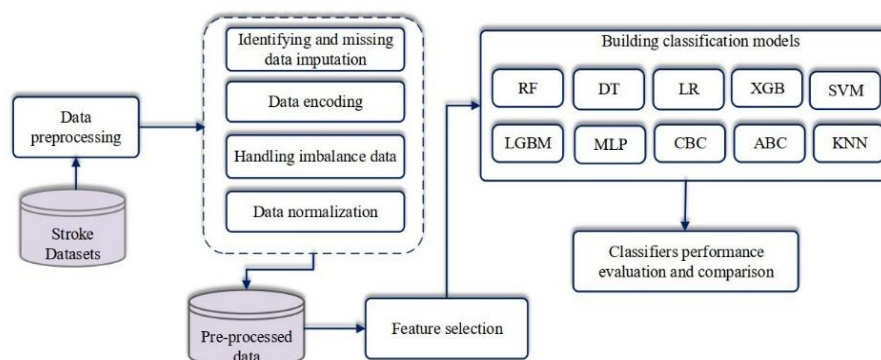 Stroke
Datasets
Data
preprocessing
Identifying and missing
data imputation
Data encoding
Handling imbalance data
Data normalization
Pre-processed
data
Feature selection
Building classification models
RF DT LR XGB SVM
LGBM MLP CBC ABC KNN
Classifiers performance
evaluation and comparison